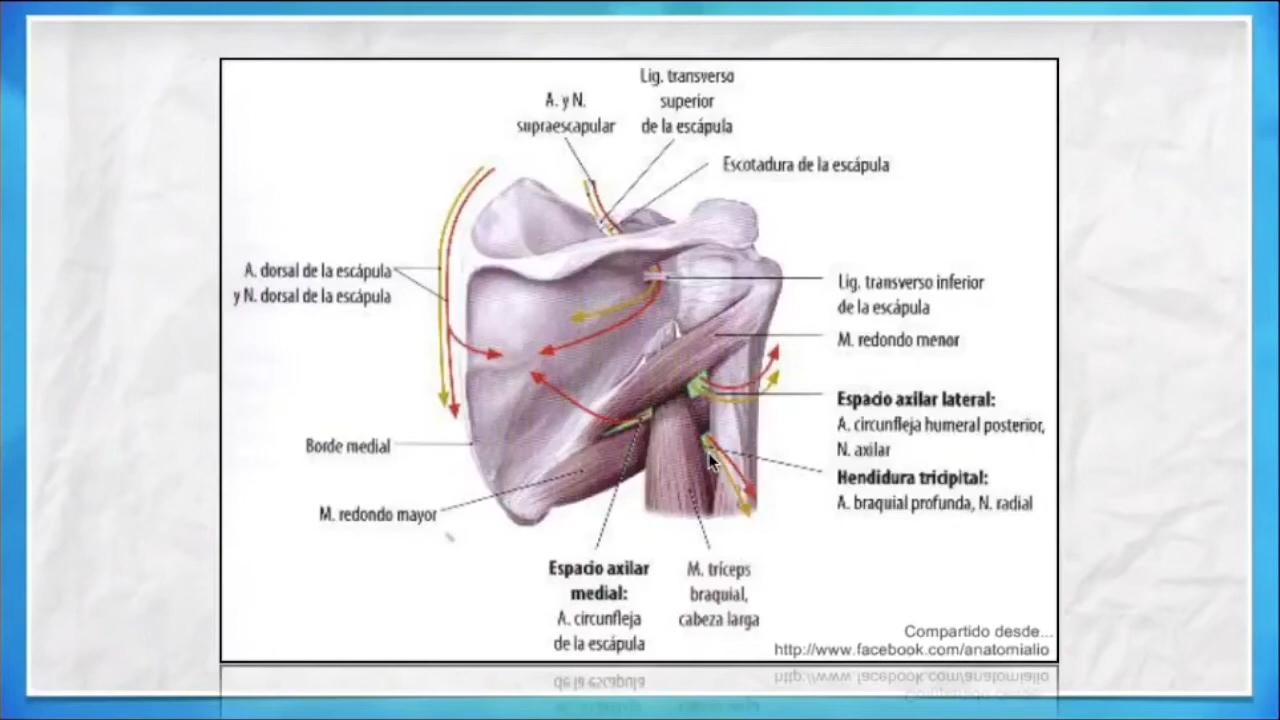 Lig. transverso
superior
de la escápula
A. y N.
supraescapular
Escotadura de la escápula
A. dorsal de la escápula
y N. dorsal de la escápula
Lig. transverso inferior
de la escápula
M. redondo menor
Espacio axilar lateral:
A. circunfleja humeral posterior,
N. axilar
Borde medial
Hendidura tricipital:
A. braquial profunda, N. radial
M. redondo mayor
Espacio axilar
medial:
A. circunfleja
de la escápula
M. tríceps
braquial,
cabeza larga
Compartido desde...
http://www.facebook.com/anatomialio